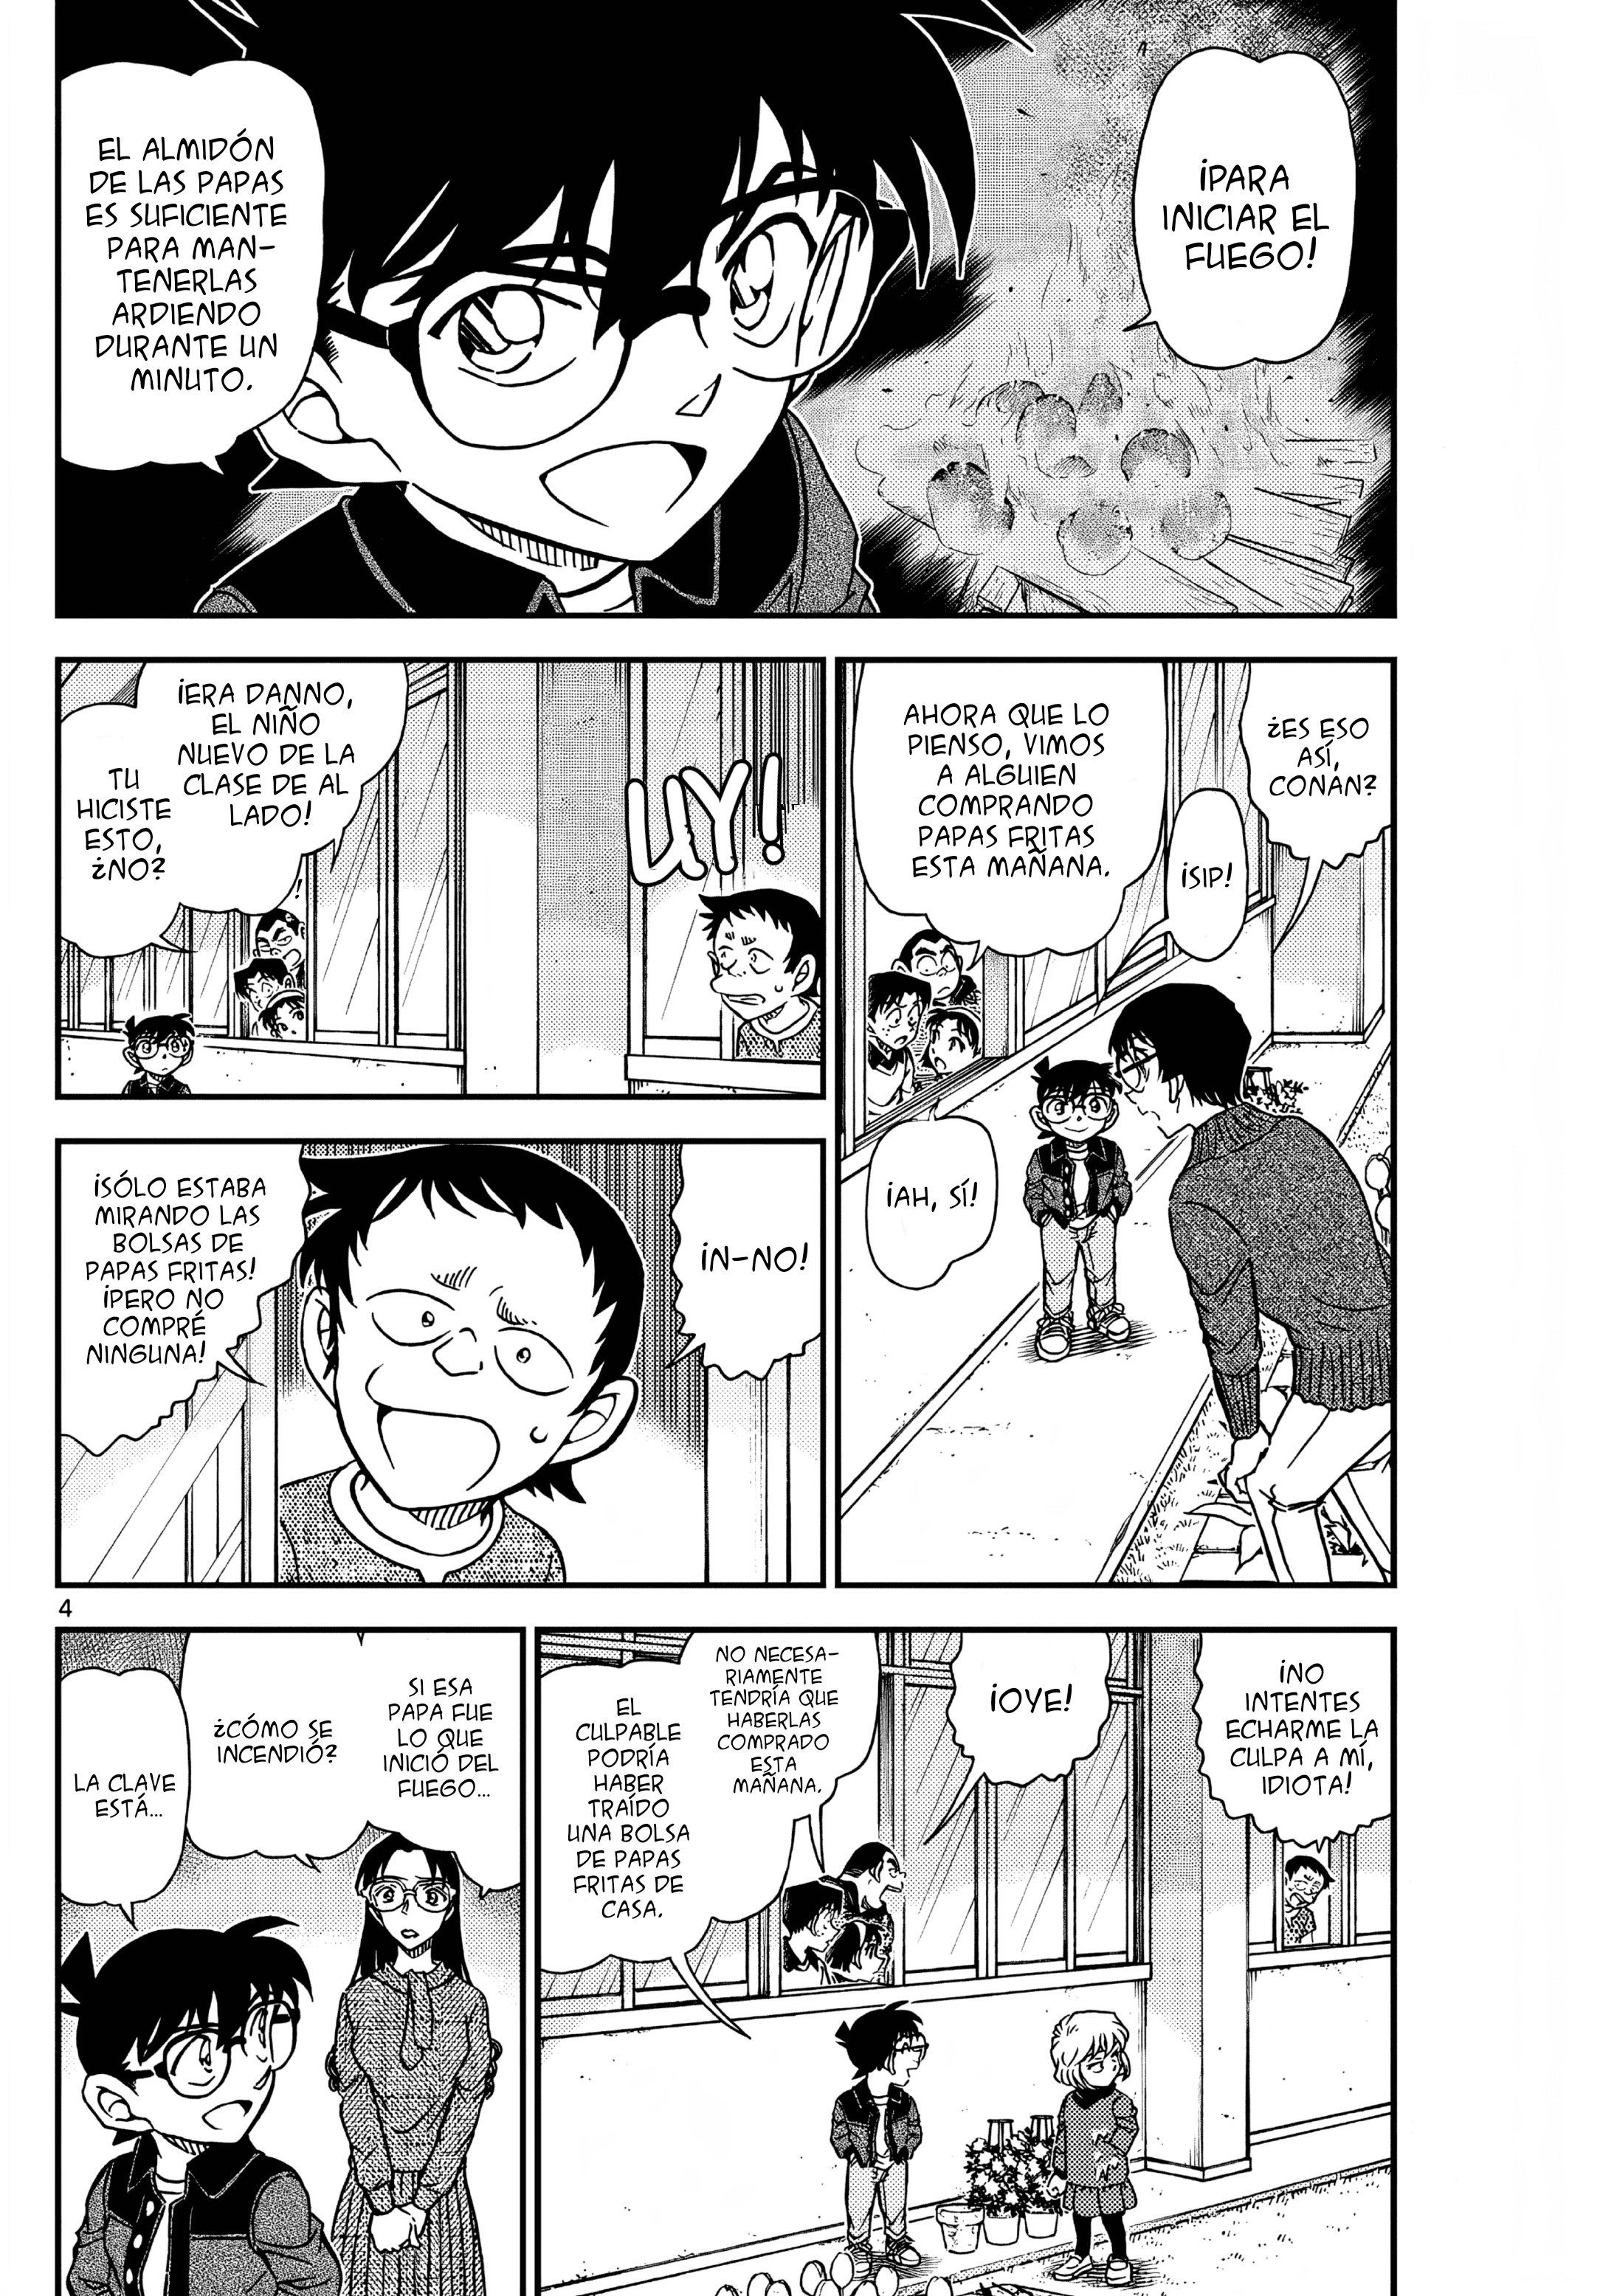 ¡PARA
INICIAR EL
FUEGO!
EL ALMIDÓN
DE LAS PAPAS
ES SUFICIENTE
PARA MAN-
TENERLAS
ARDIENDO
DURANTE UN
MINUTO.
¿ES ESO
ASÍ,
CONAN?
¡SIP!
AHORA QUE LO
PIENSO, VIMOS
A ALGUIEN
COMPRANDO
PAPAS FRITAS
ESTA MAÑANA.
¡AH, SÍ!
¡ERA DANNO,
EL NIÑO
NUEVO DE LA
CLASE DE AL
LADO!
TU
HICISTE
ESTO,
¿NO?
!
UY!
¡N-NO!
¡SÓLO ESTABA
MIRANDO LAS
BOLSAS DE
PAPAS FRITAS!
¡PERO NO
COMPRÉ
NINGUNA!
4
¡NO
INTENTES
ECHARME LA
CULPA A MÍ,
IDIOTA!
¡OYE!
NO NECESA-
RIAMENTE
TENDRÍA QUE
HABERLAS
COMPRADO
ESTA
MAÑANA.
EL
CULPABLE
PODRÍA
HABER
TRAÍDO
UNA BOLSA
DE PAPAS
FRITAS DE
CASA.
SI ESA
PAPA FUE
LO QUE
INICIÓ DEL
FUEGO...
¿CÓMO SE
INCENDIÓ?
LA CLAVE
ESTÁ...